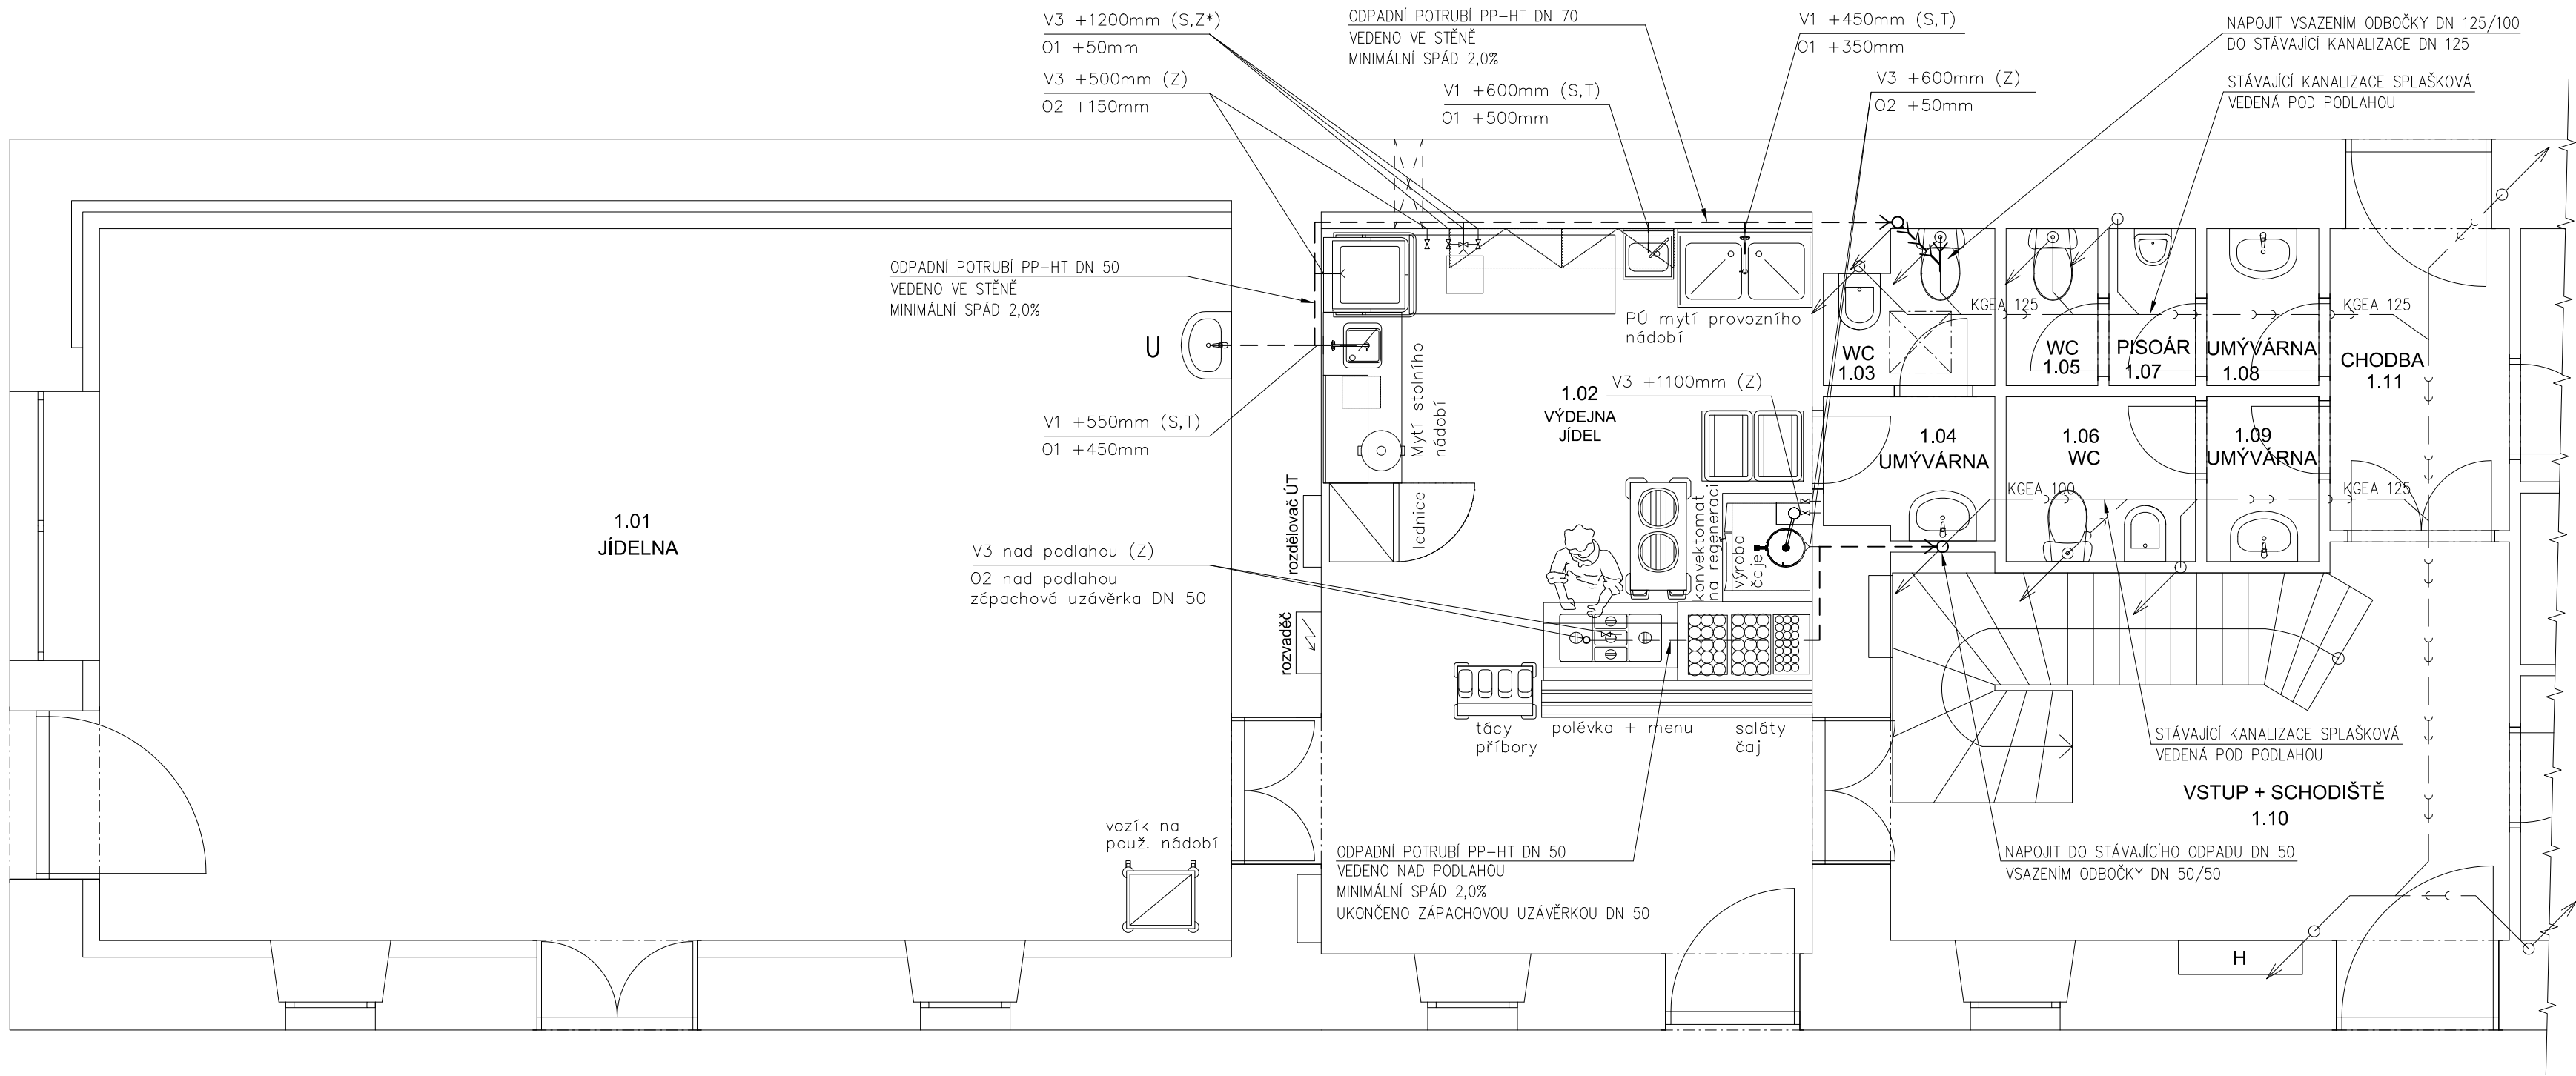 V3 +1200mm (S,Z*)
O1 +50mm
V3 +500mm (Z)
O2 +150mm
ODPADNÍ POTRUBÍ PP-HT DN 70
VEDENO VE STĚNĚ
MINIMÁLNÍ SPÁD 2,0%
V1 +600mm (S,T)
O1 +500mm
V1 +450mm (S,T)
O1 +350mm
V3 +600mm (Z)
O2 +50mm
NAPOJIT VSAZENÍM ODBOČKY DN 125/100
DO STÁVAJÍCÍ KANALIZACE DN 125
STÁVAJÍCÍ KANALIZACE SPLAŠKOVÁ
VEDENÁ POD PODLAHOU
ODPADNÍ POTRUBÍ PP-HT DN 50
VEDENO VE STĚNĚ
MINIMÁLNÍ SPÁD 2,0%
U
V1 +550mm (S,T)
O1 +450mm
Mytí stolního
nádobí
PÚ mytí provozního
nádobí
V3 +1100mm (Z)
1.02
VÝDEJNA
JÍDEL
KGEA 125
KGEA 125
WC
1.03
WC
1.05
PISOÁR
1.07
UMÝVÁRNA
1.08
CHODBA
1.11
1.04
UMÝVÁRNA
1.06
WC
1.09
UMÝVÁRNA
KGEA 100
KGEA 125
1.01
JÍDELNA
rozdělovač ÚT
lednice
konvektomat
na regeneraci
výroba
čaje
V3 nad podlahou (Z)
O2 nad podlahou
zápachová uzávěrka DN 50
rozvaděč
tácy
příbory
polévka + menu
saláty
čaj
STÁVAJÍCÍ KANALIZACE SPLAŠKOVÁ
VEDENÁ POD PODLAHOU
VSTUP + SCHODIŠTĚ
1.10
vozík na
použ. nádobí
ODPADNÍ POTRUBÍ PP-HT DN 50
VEDENO NAD PODLAHOU
MINIMÁLNÍ SPÁD 2,0%
UKONČENO ZÁPACHOVOU UZÁVĚRKOU DN 50
NAPOJIT DO STÁVAJÍCÍHO ODPADU DN 50
VSAZENÍM ODBOČKY DN 50/50
H